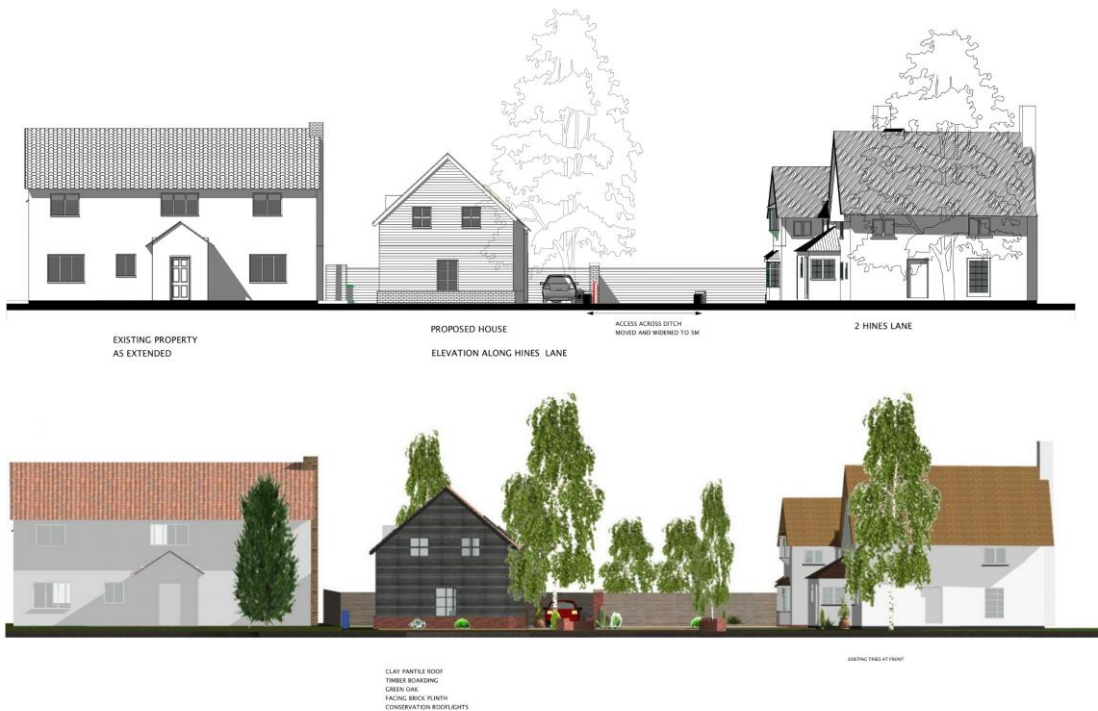 EXISTING PROPERTY
AS EXTENDED
PROPOSED HOUSE
ELEVATION ALONG HINES LANE
ACCESS ACROSS DITCH
MOVED AND WIDENED TO 5M
2 HINES LANE
CLAY PANTILE ROOF
TIMBER BOARDING
GREEN OAK
FACING BRICK PLINTH
CONSERVATION ROOFLIGHTS
EXISTING TREES AT FRONT